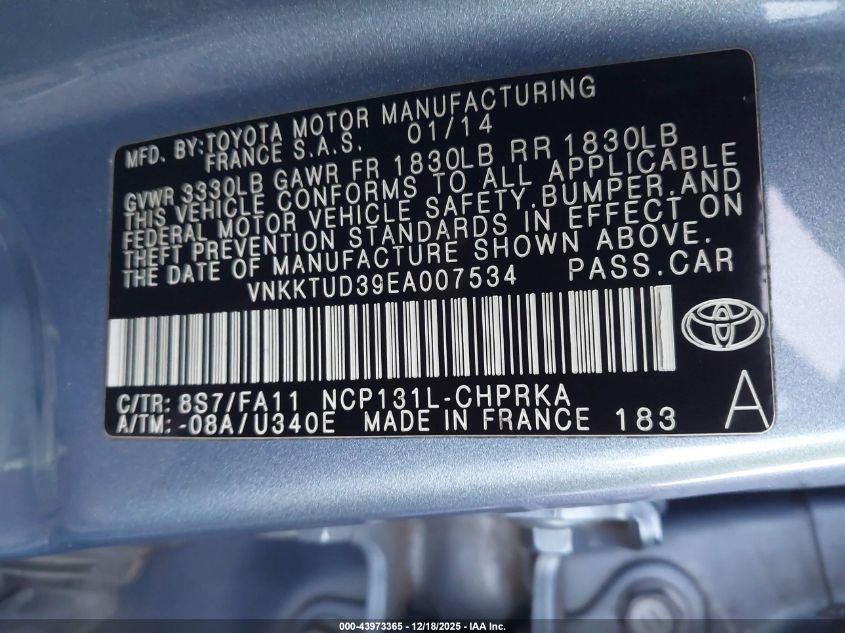 MFD. BY:TOYOTA MOTOR MANUFACTURING
FRANCE S.A.S. 01/14
GVWR 3330LB GAWR FR 1830LB RR 1830LB
THIS VEHICLE CONFORMS TO ALL APPLICABLE
FEDERAL MOTOR VEHICLE SAFETY,BUMPER,AND
THEFT PREVENTION STANDARDS IN EFFECT ON
THE DATE OF MANUFACTURE SHOWN ABOVE.
VNKKTUD39EA007534 PASS.CAR
C/TR: 8S7/FA11 NCP131L-CHPRKA
A/TM: -08A/U340E MADE IN FRANCE 183
A
000-43973365 • 12/18/2025 - IAA Inc.